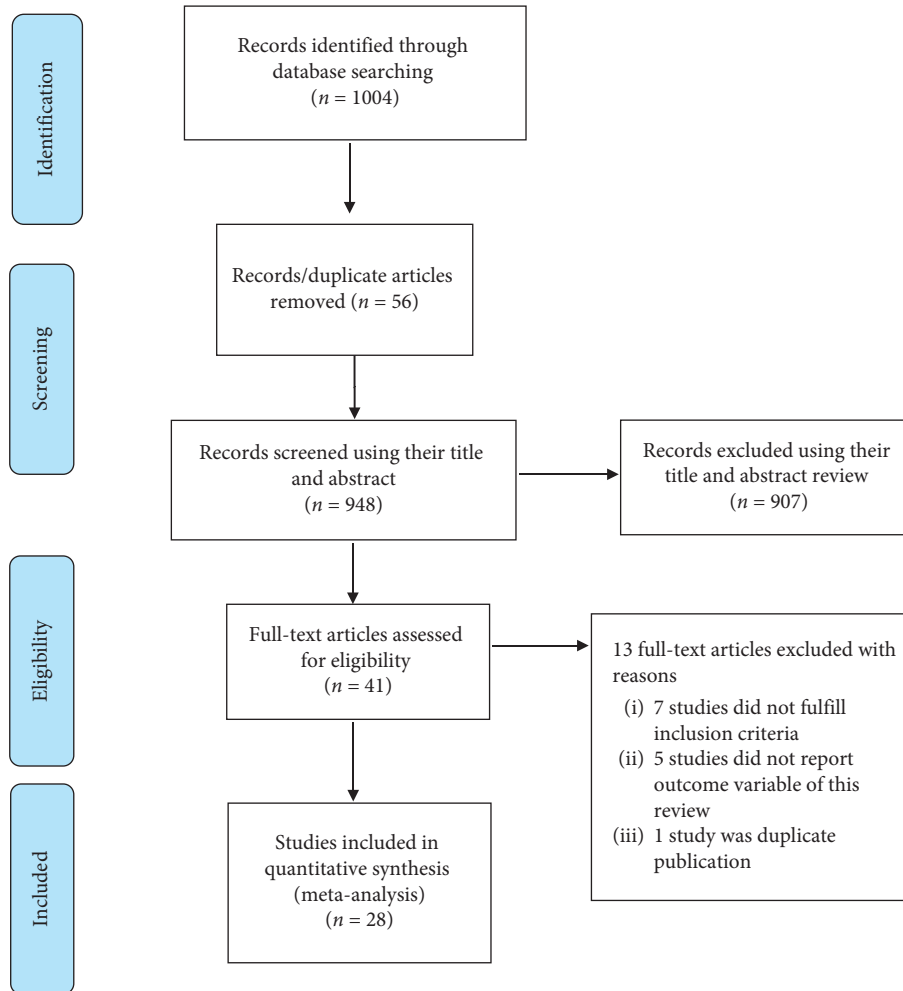 Identification
Records identified through
database searching
(n = 1004)
Records/duplicate articles
removed (n = 56)
Screening
Records screened using their title
and abstract
(n = 948)
Records excluded using their
title and abstract review
(n = 907)
Eligibility
Full-text articles assessed
for eligibility
(n = 41)
13 full-text articles excluded with
reasons
(i) 7 studies did not fulfill
inclusion criteria
(ii) 5 studies did not report
outcome variable of this
review
(iii) 1 study was duplicate
publication
Included
Studies included in
quantitative synthesis
(meta-analysis)
(n = 28)